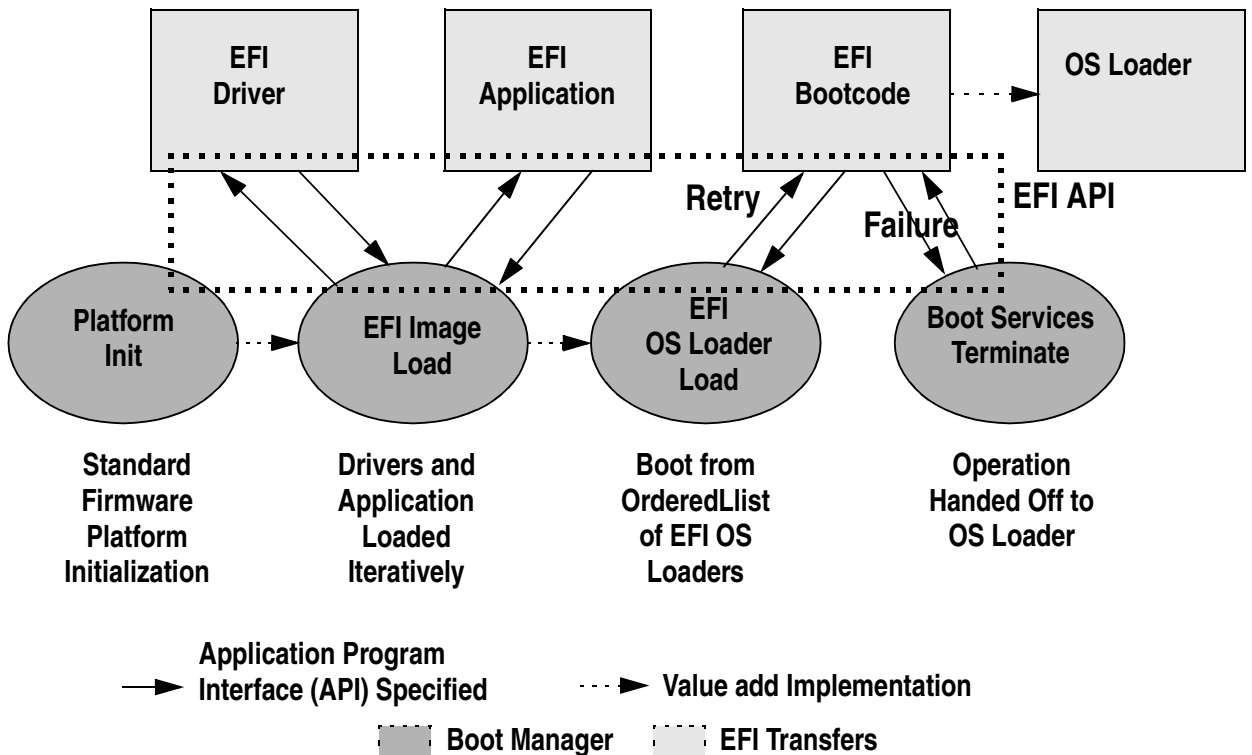 EFI
Driver
EFI
Application
EFI
Bootcode
OS Loader
Retry
Failure
EFI API
Platform
Init
EFI Image
Load
EFI
OS Loader
Load
Boot Services
Terminate
Standard
Firmware
Platform
Initialization
Drivers and
Application
Loaded
Iteratively
Boot from
OrderedLlist
of EFI OS
Loaders
Operation
Handed Off to
OS Loader
Application Program
Interface (API) Specified
Value add Implementation
Boot Manager
EFI Transfers